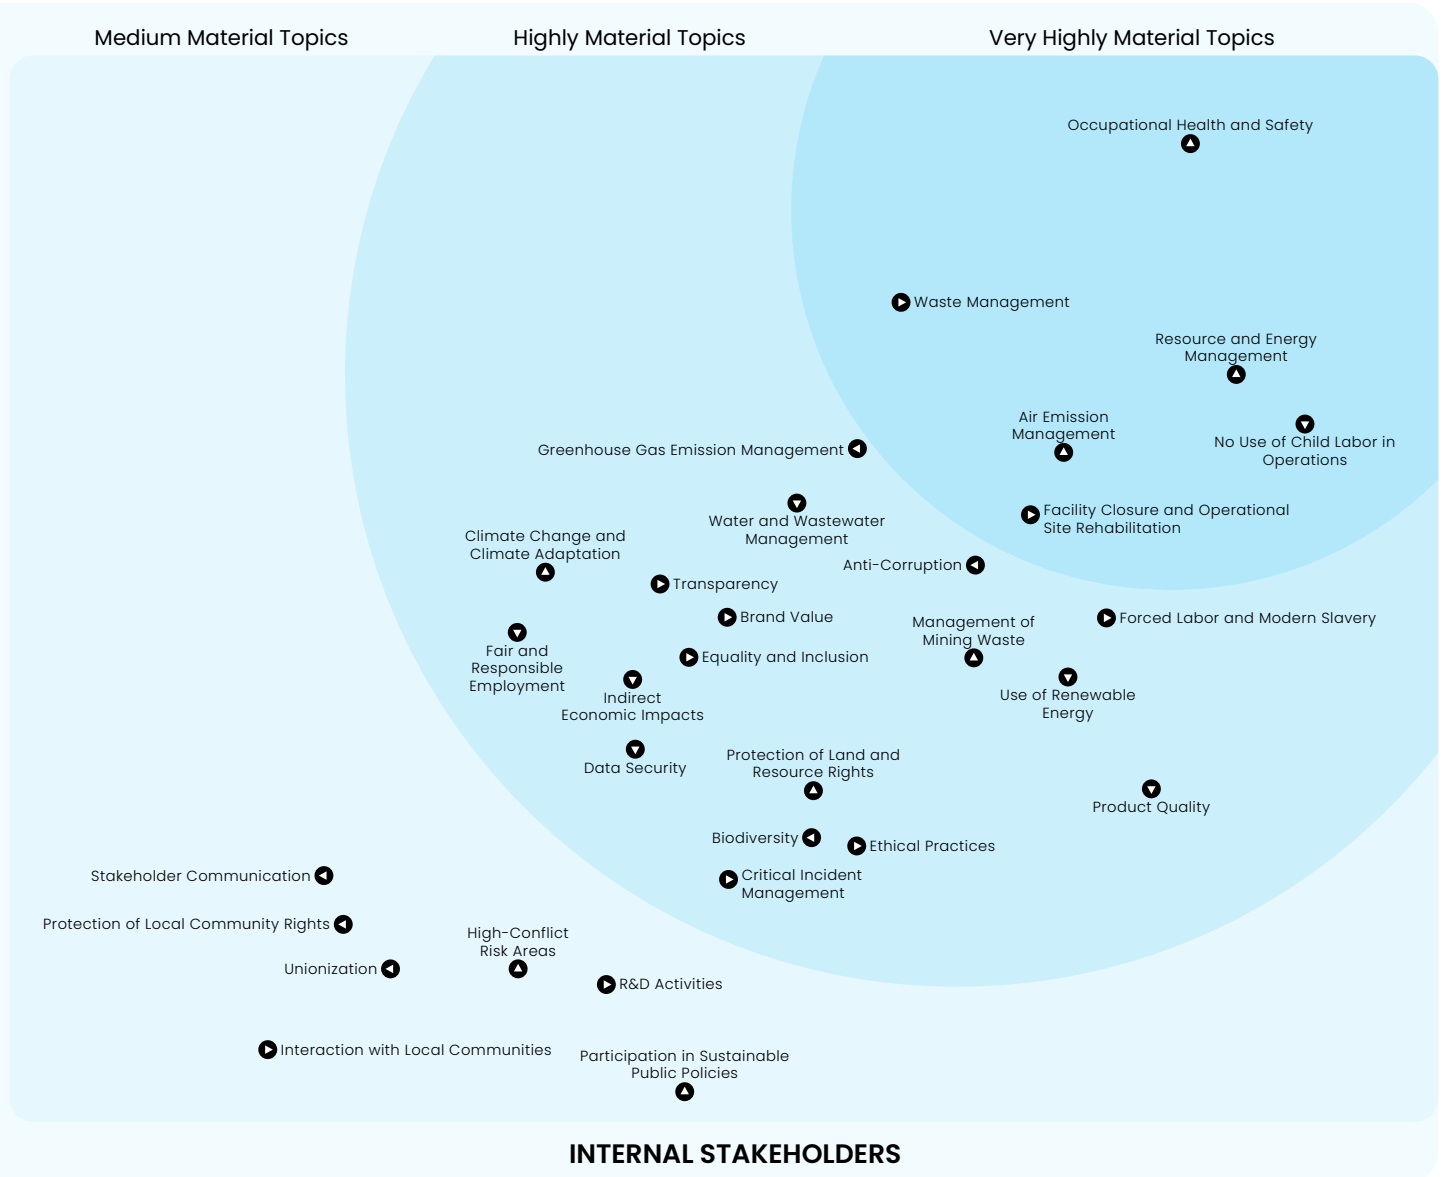 Medium Material Topics
Highly Material Topics
Very Highly Material Topics
Occupational Health and Safety
Waste Management
Resource and Energy
Management
Air Emission
Management
No Use of Child Labor in
Operations
Greenhouse Gas Emission Management
Facility Closure and Operational
Site Rehabilitation
Water and Wastewater
Management
Climate Change and
Climate Adaptation
Anti-Corruption
Transparency
Brand Value
Forced Labor and Modern Slavery
Management of
Mining Waste
Fair and
Responsible
Employment
Equality and Inclusion
Indirect
Economic Impacts
Use of Renewable
Energy
Data Security
Protection of Land and
Resource Rights
Product Quality
Biodiversity
Ethical Practices
Critical Incident
Management
Stakeholder Communication
Protection of Local Community Rights
High-Conflict
Risk Areas
Unionization
R&D Activities
Interaction with Local Communities
Participation in Sustainable
Public Policies
INTERNAL STAKEHOLDERS